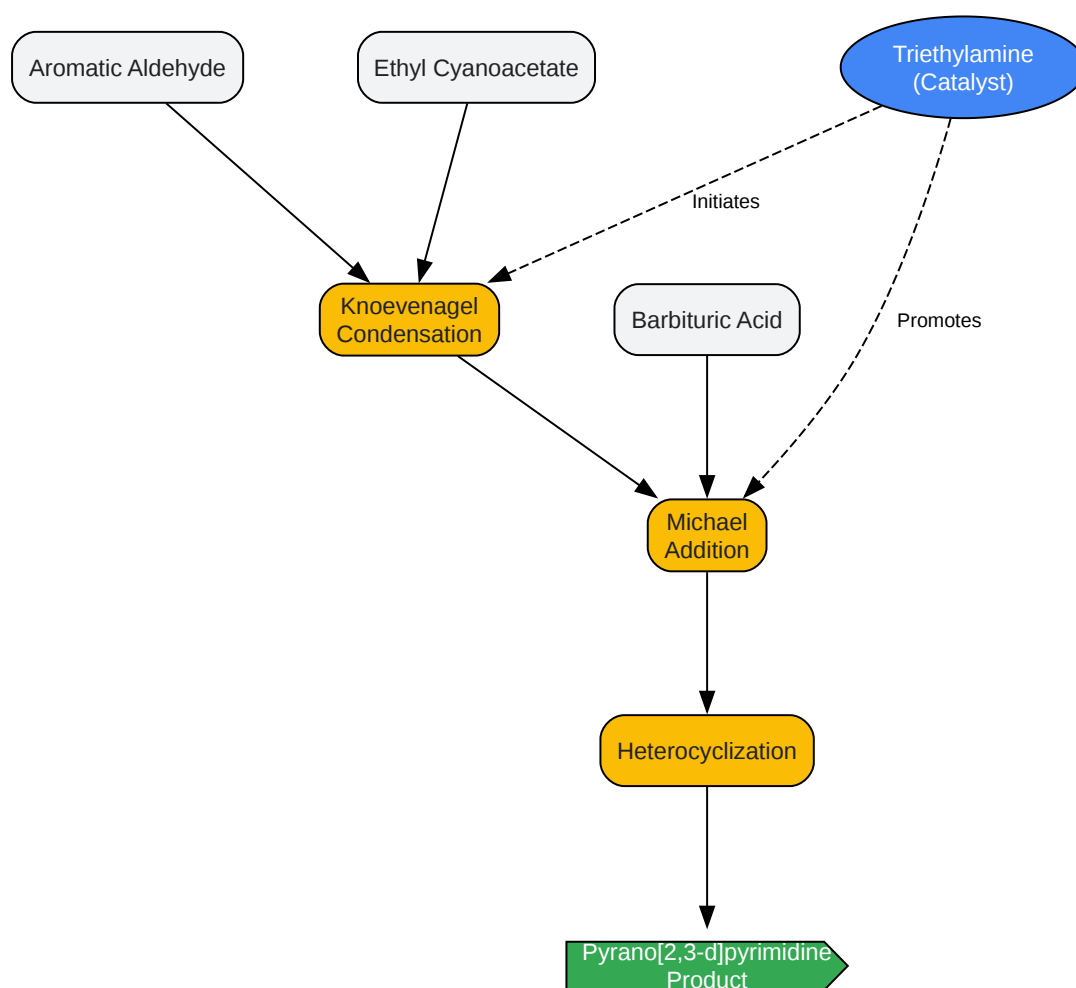 Aromatic Aldehyde
Ethyl Cyanoacetate
Triethylamine
(Catalyst)
Initiates
Knoevenagel
Condensation
Barbituric Acid
Promotes
Michael
Addition
Heterocyclization
Pyrano[2,3-d]pyrimidine
Product